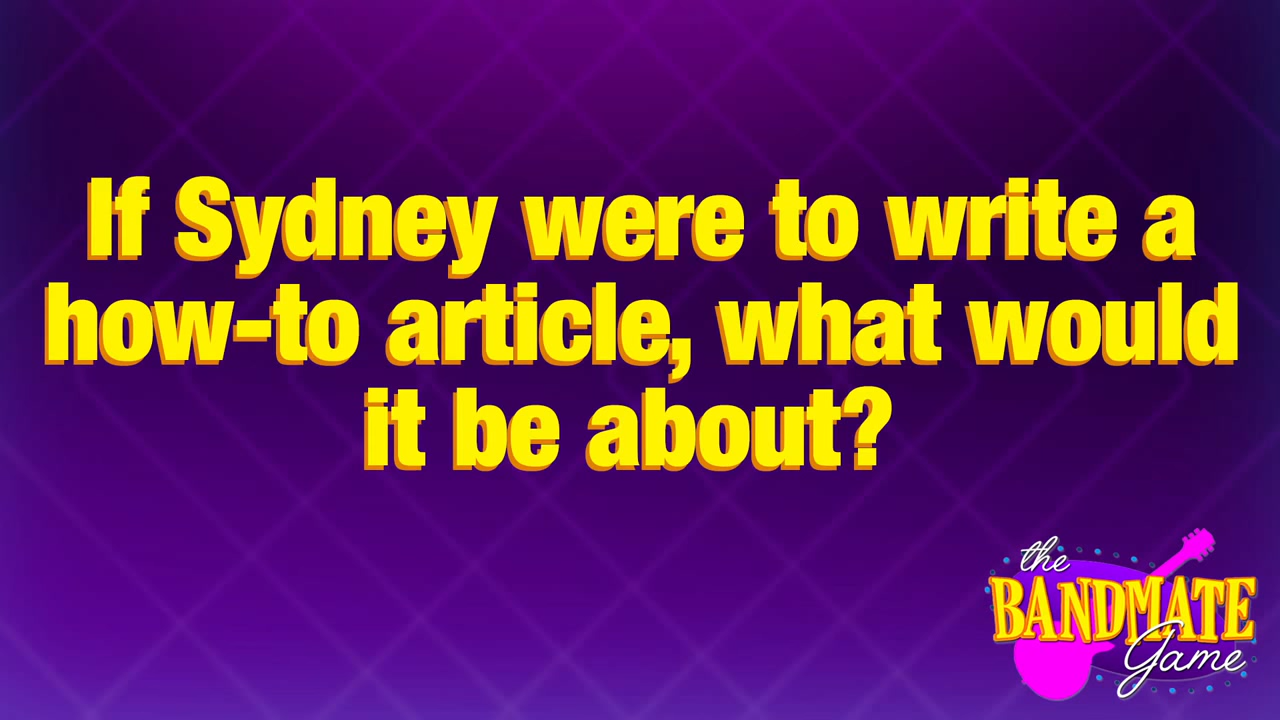 If Sydney were to write a
how-to article, what would
it be about?
the
BANDMATE
Game